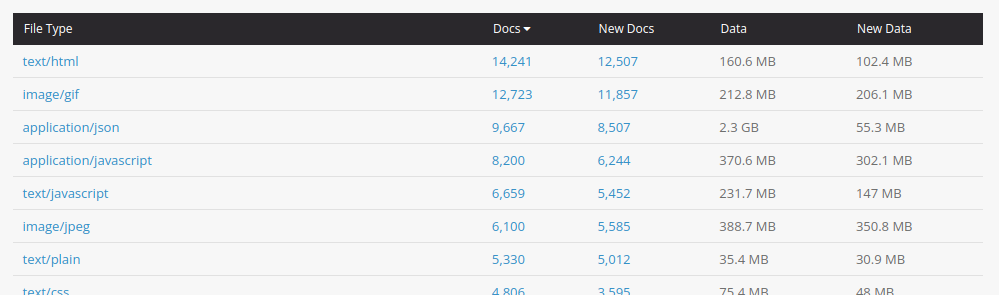 File Type Docs New Docs Data New Data
text/html 14,241 12,507 160.6 MB 102.4 MB
image/gif 12,723 11,857 212.8 MB 206.1 MB
application/json 9,667 8,507 2.3 GB 55.3 MB
application/javascript 8,200 6,244 370.6 MB 302.1 MB
text/javascript 6,659 5,452 231.7 MB 147 MB
image/jpeg 6,100 5,585 388.7 MB 350.8 MB
text/plain 5,330 5,012 35.4 MB 30.9 MB
text/css 4,806 3,595 75.4 MB 48 MB